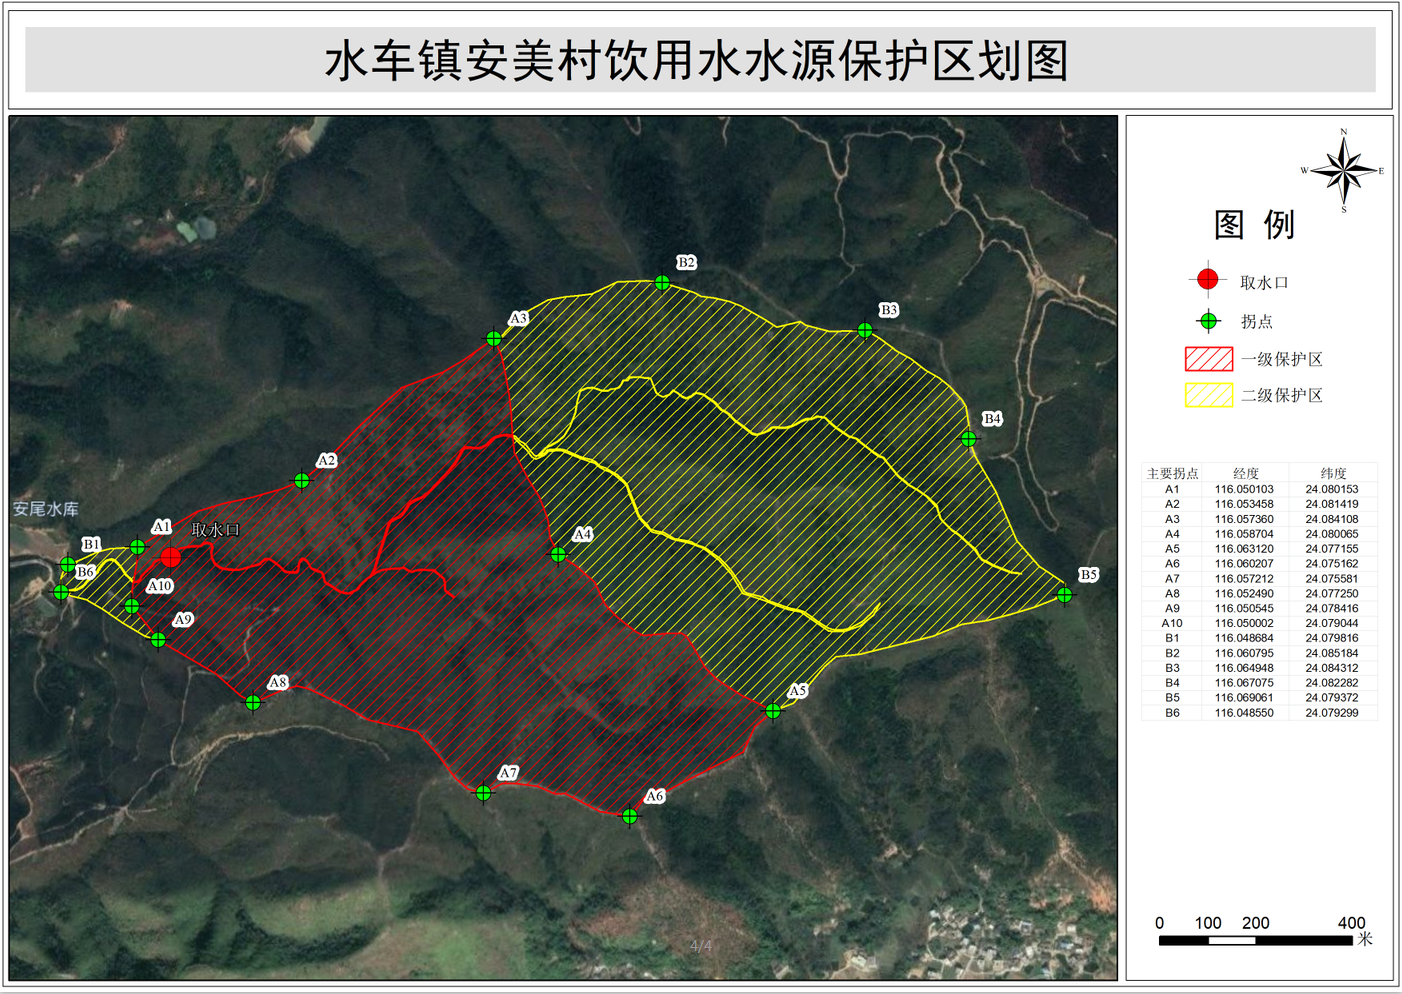 水车镇安美村饮用水水源保护区划图
N
W E
S
图 例
取水口
拐点
一级保护区
二级保护区
B2
A3
B3
B4
A2
安尾水库
A1
取水口
B1
A4
B6
B5
A10
A9
A8
A5
A7
A6
主要拐点 经度 纬度
A1 116.050103 24.080153
A2 116.053458 24.081419
A3 116.057360 24.084108
A4 116.058704 24.080065
A5 116.063120 24.077155
A6 116.060207 24.075162
A7 116.057212 24.075581
A8 116.052490 24.077250
A9 116.050545 24.078416
A10 116.050002 24.079044
B1 116.048684 24.079816
B2 116.060795 24.085184
B3 116.064948 24.084312
B4 116.067075 24.082282
B5 116.069061 24.079372
B6 116.048550 24.079299
0 100 200 400
米
4/4